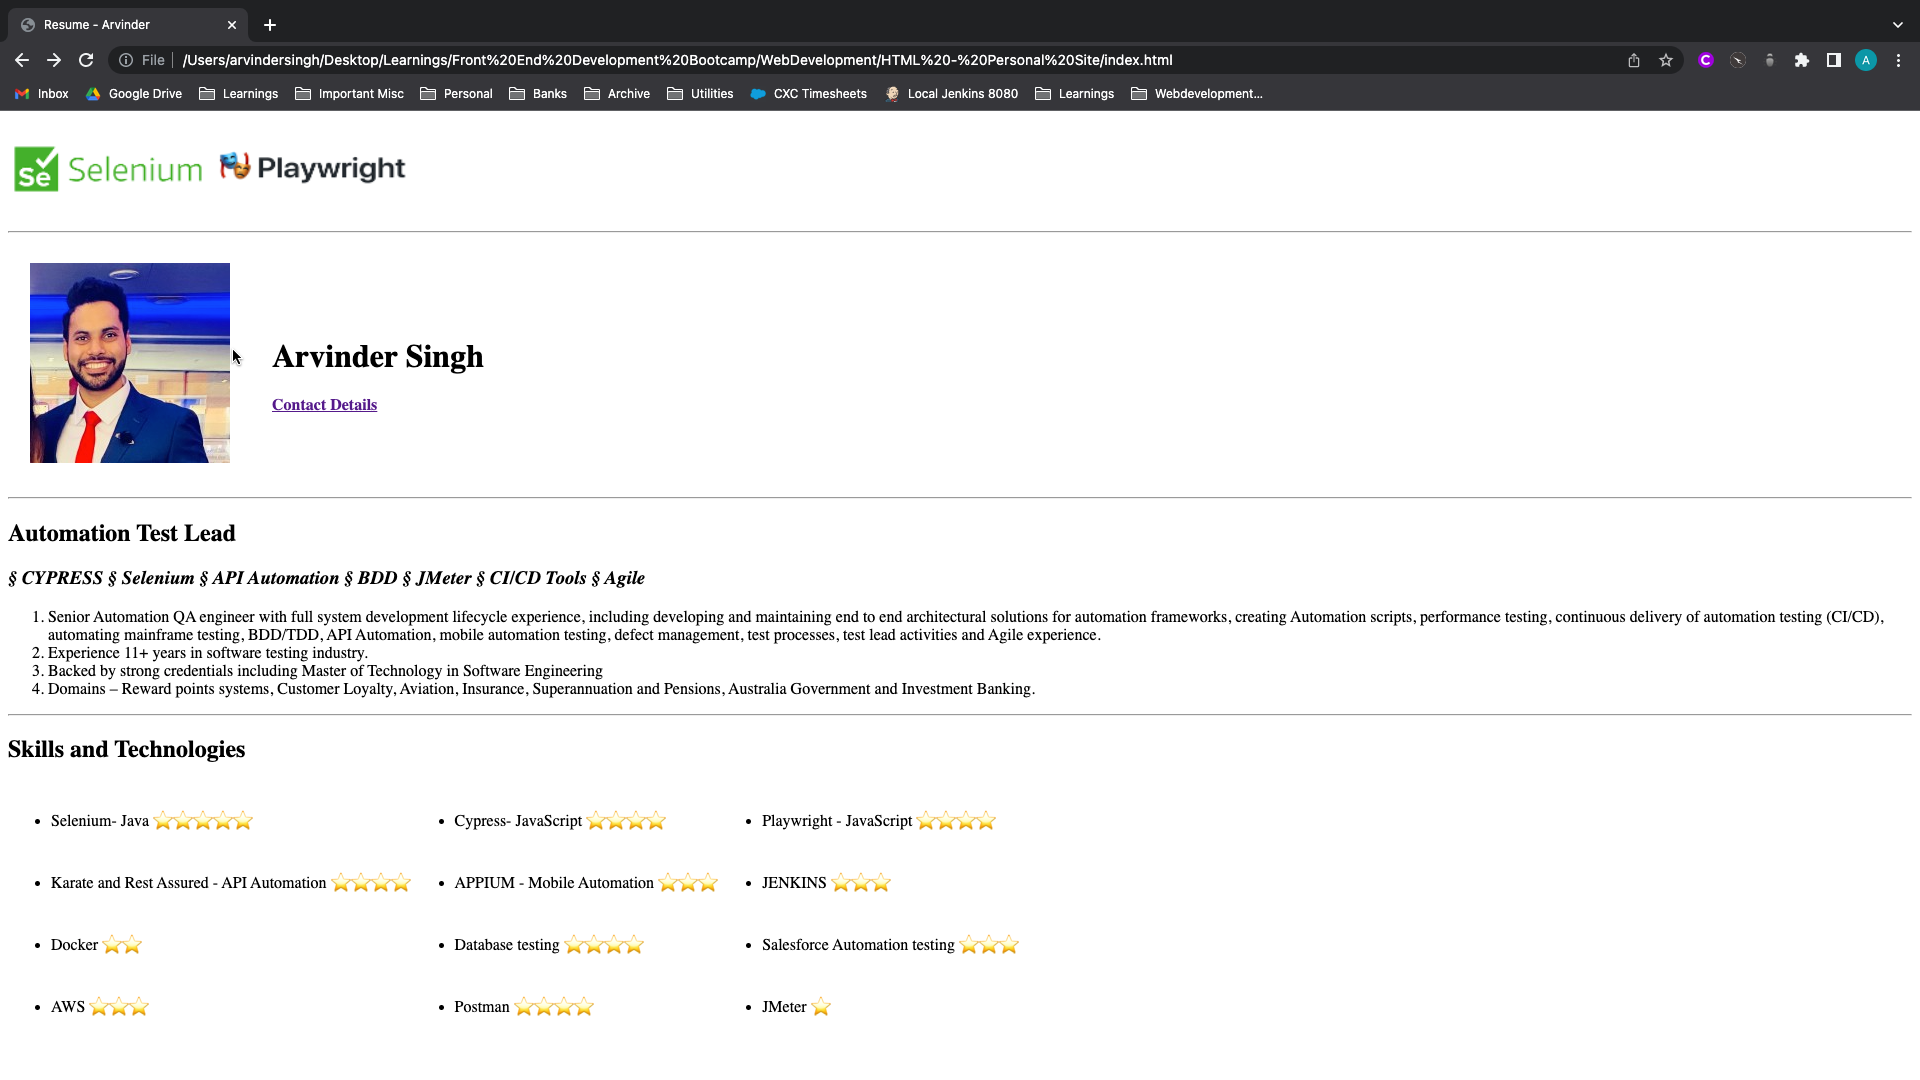 Resume - Arvinder
File /Users/arvindersingh/Desktop/Learnings/Front%20End%20Development%20Bootcamp/WebDevelopment/HTML%20-%20Personal%20Site/index.html
C
A
Inbox Google Drive Learnings Important Misc Personal Banks Archive Utilities CXC Timesheets Local Jenkins 8080 Learnings Webdevelopment...
Se Selenium Playwright
Arvinder Singh
Contact Details
Automation Test Lead
§ CYPRESS § Selenium § API Automation § BDD § JMeter § CI/CD Tools § Agile
1. Senior Automation QA engineer with full system development lifecycle experience, including developing and maintaining end to end architectural solutions for automation frameworks, creating Automation scripts, performance testing, continuous delivery of automation testing (CI/CD),
automating mainframe testing, BDD/TDD, API Automation, mobile automation testing, defect management, test processes, test lead activities and Agile experience.
2. Experience 11+ years in software testing industry.
3. Backed by strong credentials including Master of Technology in Software Engineering
4. Domains – Reward points systems, Customer Loyalty, Aviation, Insurance, Superannuation and Pensions, Australia Government and Investment Banking.
Skills and Technologies
• Selenium- Java ⭐⭐⭐⭐⭐ • Cypress- JavaScript ⭐⭐⭐⭐ • Playwright - JavaScript ⭐⭐⭐⭐
• Karate and Rest Assured - API Automation ⭐⭐⭐⭐ • APPIUM - Mobile Automation ⭐⭐⭐ • JENKINS ⭐⭐⭐
• Docker ⭐⭐ • Database testing ⭐⭐⭐⭐ • Salesforce Automation testing ⭐⭐⭐
• AWS ⭐⭐⭐ • Postman ⭐⭐⭐⭐ • JMeter ⭐